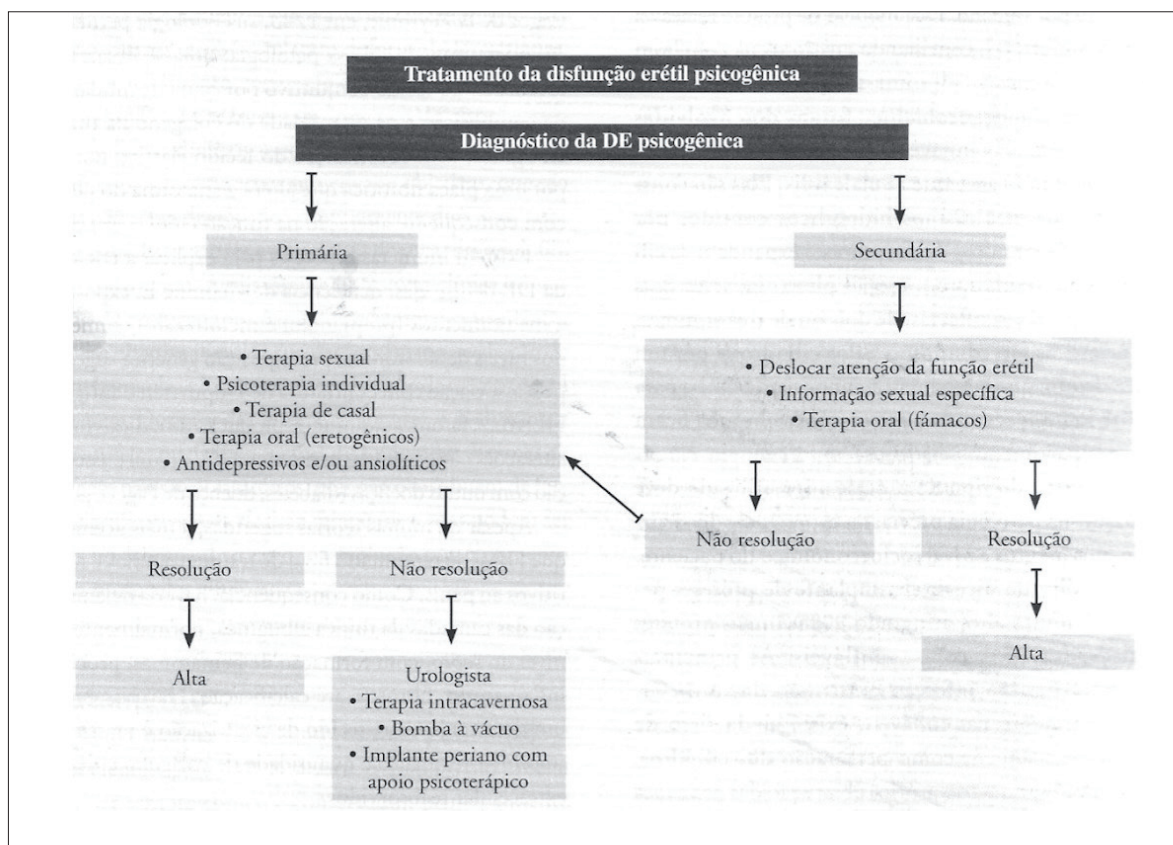 Tratamento da disfunção erétil psicogênica
Diagnóstico da DE psicogênica
Primária
Secundária
• Terapia sexual
• Psicoterapia individual
• Terapia de casal
• Terapia oral (eretogênicos)
• Antidepressivos e/ou ansiolíticos
• Deslocar atenção da função erétil
• Informação sexual específica
• Terapia oral (fámacos)
Resolução
Não resolução
Não resolução
Resolução
Alta
Urologista
• Terapia intracavernosa
• Bomba à vácuo
• Implante periano com
apoio psicoterápico
Alta